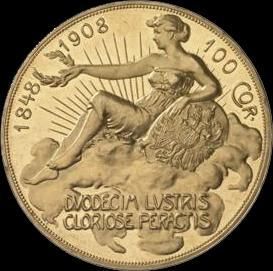 1848 1908 100 COR.
DVODECIM LVSTRIS
GLORIOSE PERACTIS